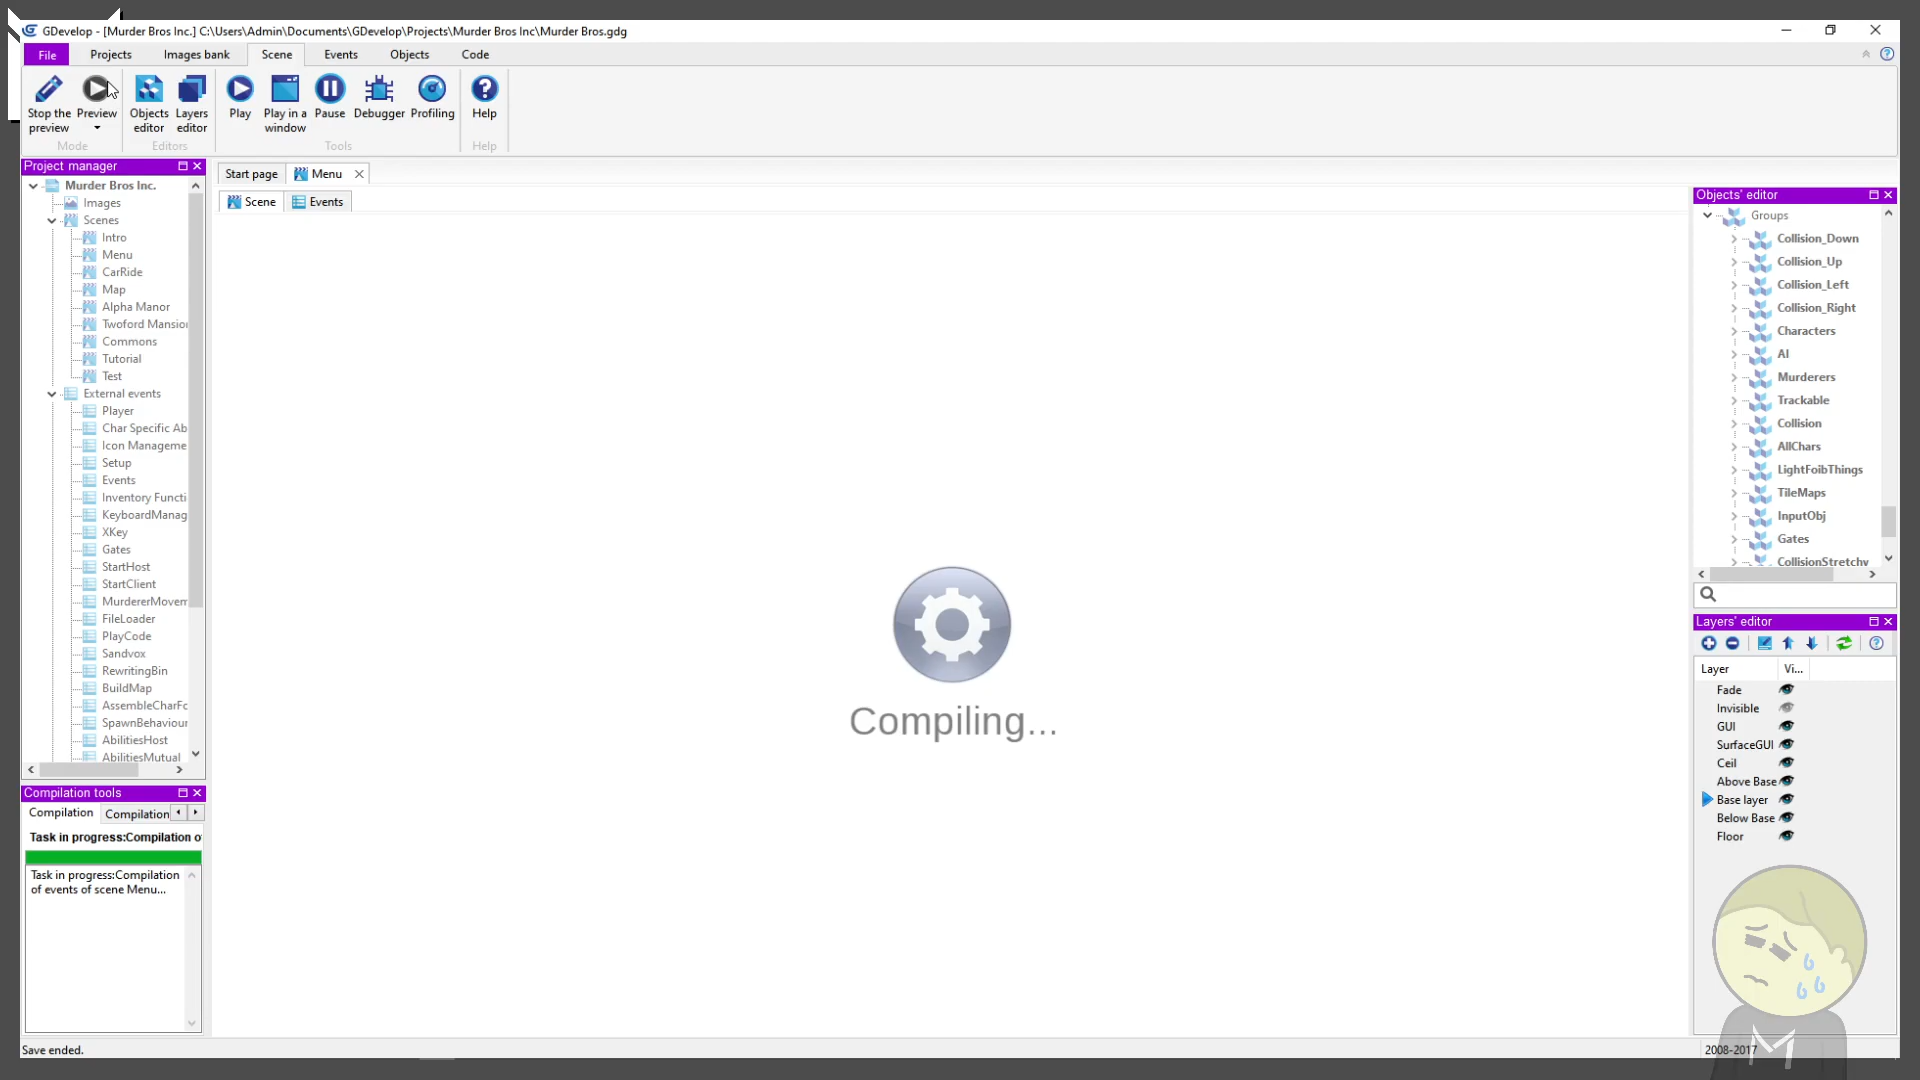 GDevelop - [Murder Bros Inc.] C:\Users\Admin\Documents\GDevelop\Projects\Murder Bros Inc\Murder Bros.gdg
File Projects Images bank Scene Events Objects Code
Stop the preview
Preview
Objects editor
Layers editor
Play
Play in a window
Pause
Debugger
Profiling
Help
Mode Editors Tools Help
Project manager
Murder Bros Inc.
Images
Scenes
Intro
Menu
CarRide
Map
Alpha Manor
Twoford Mansio
Commons
Tutorial
Test
External events
Player
Char Specific Ab
Icon Manageme
Setup
Events
Inventory Functi
KeyboardManag
XKey
Gates
StartHost
StartClient
MurdererMovem
FileLoader
PlayCode
Sandvox
RewritingBin
BuildMap
AssembleCharFo
SpawnBehaviour
AbilitiesHost
AbilitiesMutual
Compilation tools
Compilation Compilation
Task in progress:Compilation o
Task in progress:Compilation
of events of scene Menu...
Save ended.
Start page Menu
Scene Events
Compiling...
Objects' editor
Groups
Collision_Down
Collision_Up
Collision_Left
Collision_Right
Characters
AI
Murderers
Trackable
Collision
AllChars
LightFoibThings
TileMaps
InputObj
Gates
CollisionStretchy
Layers' editor
Layer Vi...
Fade
Invisible
GUI
SurfaceGUI
Ceil
Above Base
Base layer
Below Base
Floor
2008-2017